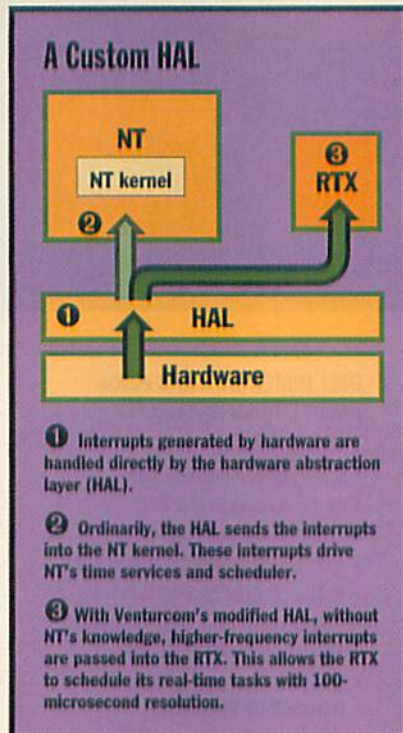 A Custom HAL
NT
NT kernel
❷
❸
RTX
❶ HAL
Hardware
❶ Interrupts generated by hardware are
handled directly by the hardware abstraction
layer (HAL).
❷ Ordinarily, the HAL sends the interrupts
into the NT kernel. These interrupts drive
NT's time services and scheduler.
❸ With Venturcom's modified HAL, without
NT's knowledge, higher-frequency interrupts
are passed into the RTX. This allows the RTX
to schedule its real-time tasks with 100-
microsecond resolution.